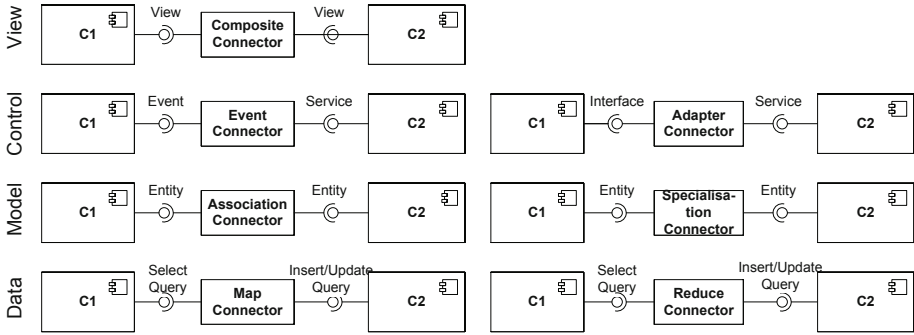 View
C1
View
Composite
Connector
View
C2
Control
C1
Event
Event
Connector
Service
C2
C1
Interface
Adapter
Connector
Service
C2
Model
C1
Entity
Association
Connector
Entity
C2
C1
Entity
Specialisa-
tion
Connector
Entity
C2
Data
C1
Select
Query
Map
Connector
Insert/Update
Query
C2
C1
Select
Query
Reduce
Connector
Insert/Update
Query
C2